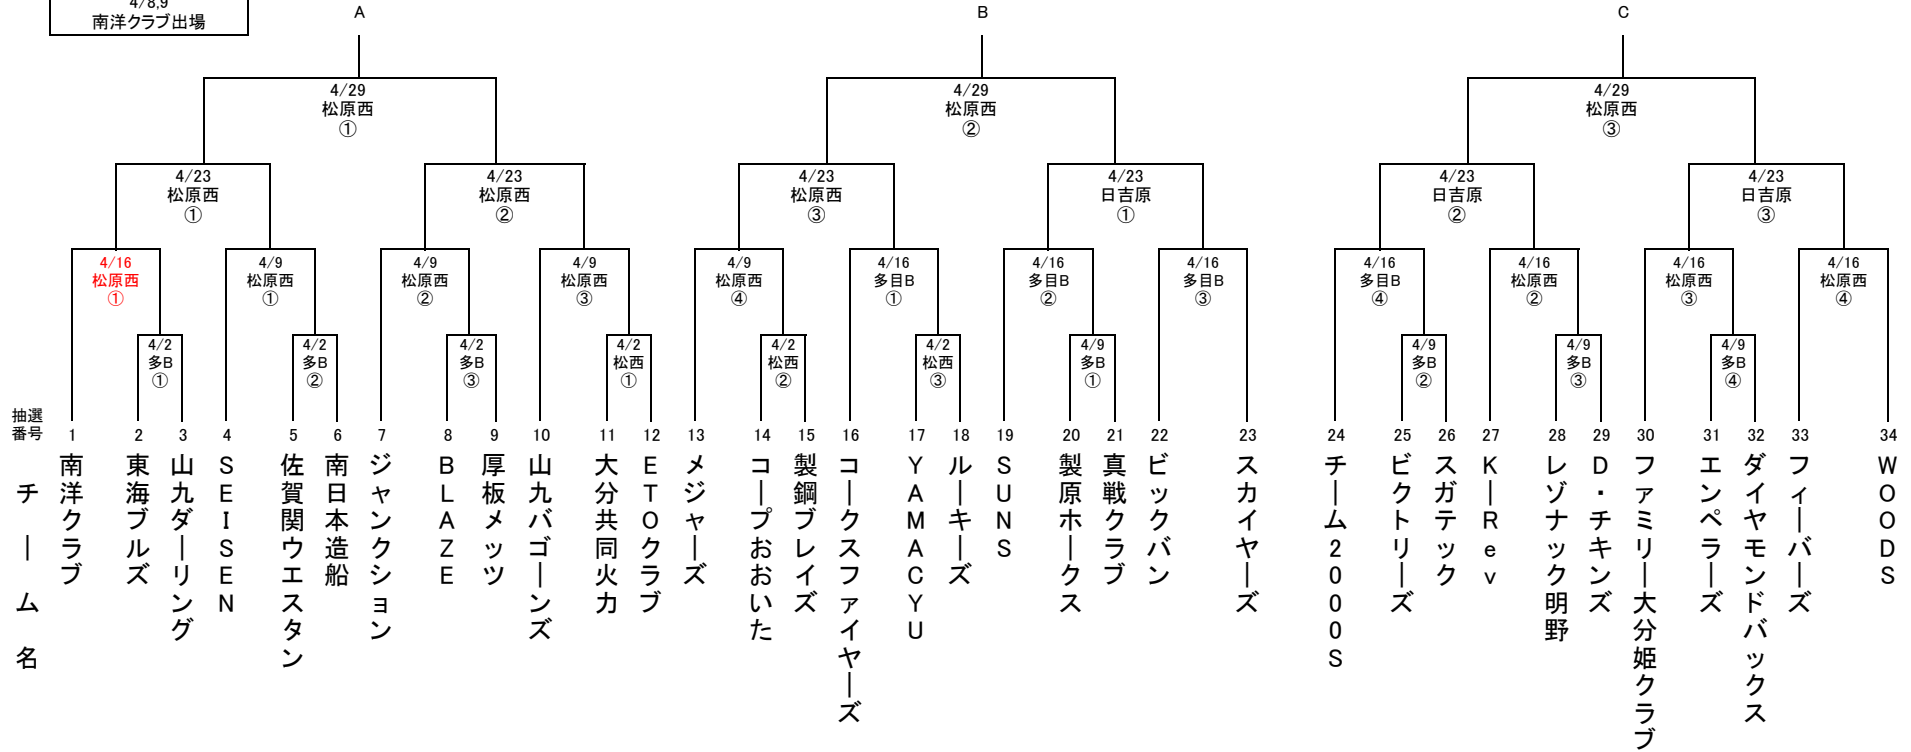 4/8,9
南洋クラブ出場
A
B
C
4/29
松原西
①
4/29
松原西
②
4/29
松原西
③
4/23
松原西
①
4/23
松原西
②
4/23
松原西
③
4/23
日吉原
①
4/23
日吉原
②
4/23
日吉原
③
4/16
松原西
①
4/9
松原西
①
4/9
松原西
②
4/9
松原西
③
4/9
松原西
④
4/16
多目B
①
4/16
多目B
②
4/16
多目B
③
4/16
多目B
④
4/16
松原西
②
4/16
松原西
③
4/16
松原西
④
4/2
多B
①
4/2
多B
②
4/2
多B
③
4/2
松西
①
4/2
松西
②
4/2
松西
③
4/9
多B
①
4/9
多B
②
4/9
多B
③
4/9
多B
④
抽選
番号
チーム名
1
南洋クラブ
2
東海ブルズ
3
山九ダーリング
4
SEISEN
5
佐賀関ウエスタン
6
南日本造船
7
ジャンクション
8
BLAZE
9
厚板メッツ
10
山九バゴーンズ
11
大分共同火力
12
ETOクラブ
13
メジャーズ
14
コープおおいた
15
製鋼ブレイズ
16
コークスファイヤーズ
17
YAMACYU
18
ルーキーズ
19
SUNS
20
製原ホークス
21
真戦クラブ
22
ビックバン
23
スカイヤーズ
24
チーム2000S
25
ビクトリーズ
26
スガテック
27
K－Rev
28
レゾナック明野
29
D・チキンズ
30
ファミリー大分姫クラブ
31
エンペラーズ
32
ダイヤモンドバックス
33
フィーバーズ
34
WOODS